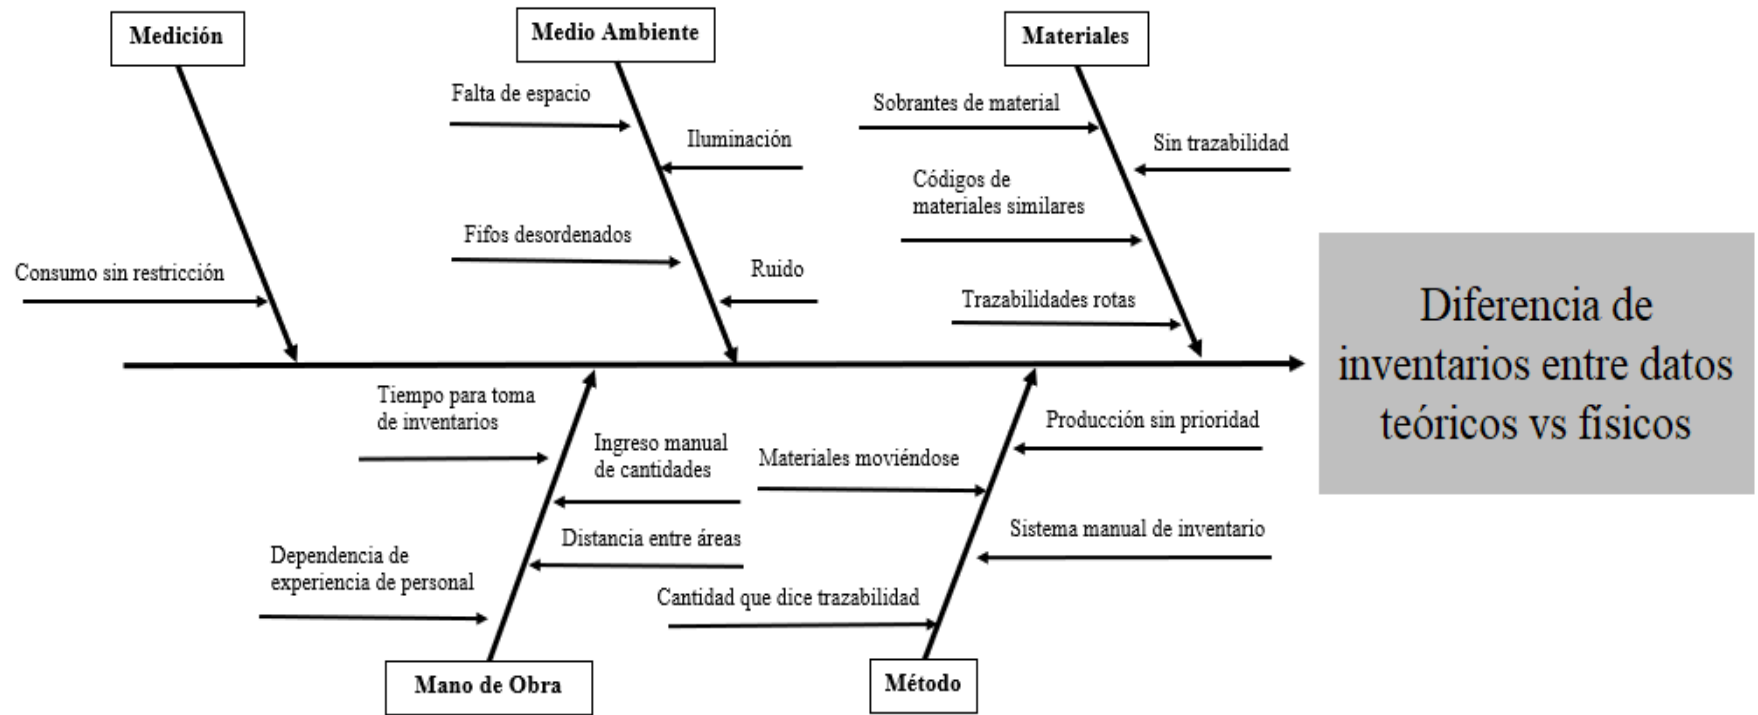 Medición
Medio Ambiente
Materiales
Falta de espacio
Iluminación
Fifos desordenados
Ruido
Consumo sin restricción
Sobrantes de material
Sin trazabilidad
Códigos de
materiales similares
Trazabilidades rotas
Diferencia de
inventarios entre datos
teóricos vs físicos
Tiempo para toma
de inventarios
Ingreso manual
de cantidades
Distancia entre áreas
Dependencia de
experiencia de personal
Producción sin prioridad
Materiales moviéndose
Sistema manual de inventario
Cantidad que dice trazabilidad
Mano de Obra
Método